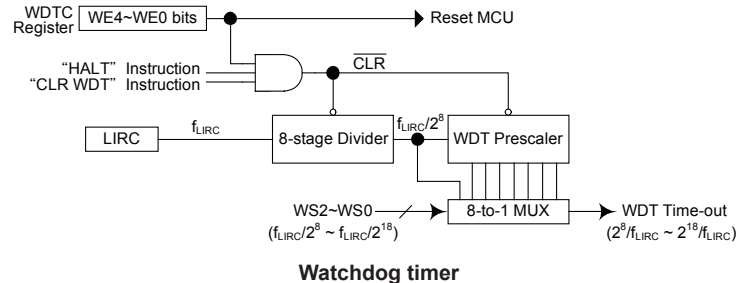 WDTC
Register
WE4~WE0 bits
Reset MCU
"HALT" Instruction
"CLR WDT" Instruction
CLR
LIRC
fLIRC
8-stage Divider
fLIRC/2⁸
WDT Prescaler
WS2~WS0
(fLIRC/2⁸ ~ fLIRC/2¹⁸)
8-to-1 MUX
WDT Time-out
(2⁸/fLIRC ~ 2¹⁸/fLIRC)
Watchdog timer